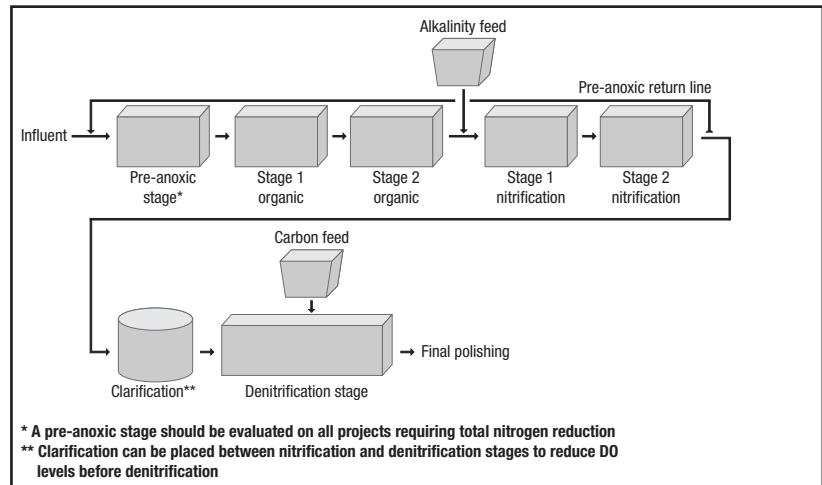 Alkalinity feed
Pre-anoxic return line
Influent
Pre-anoxic
stage*
Stage 1
organic
Stage 2
organic
Stage 1
nitrification
Stage 2
nitrification
Carbon feed
Clarification**
Denitrification stage
Final polishing
* A pre-anoxic stage should be evaluated on all projects requiring total nitrogen reduction
** Clarification can be placed between nitrification and denitrification stages to reduce DO
levels before denitrification